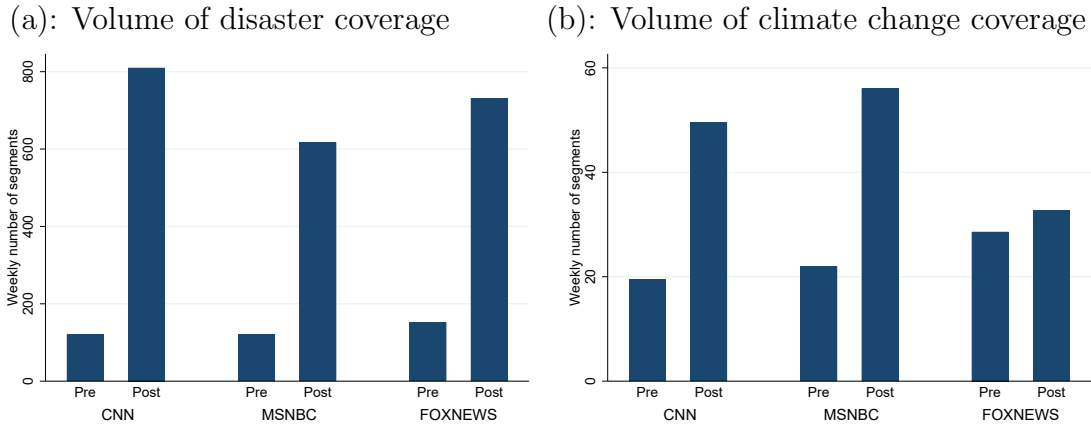 (a): Volume of disaster coverage
Weekly number of segments
0
200
400
600
800
Pre
Post
Pre
Post
Pre
Post
CNN
MSNBC
FOXNEWS
(b): Volume of climate change coverage
Weekly number of segments
0
20
40
60
Pre
Post
Pre
Post
Pre
Post
CNN
MSNBC
FOXNEWS